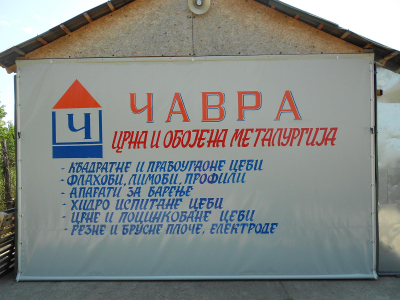 Ч
ЧАВРА
ЦРНА И ОБОЈЕНА МЕТАЛУРГИЈА
- КВАДРАТНЕ И ПРАВОУГАОНЕ ЦЕВИ
- ФЛАХОВИ, ЛИМОВИ, ПРОФИЛИ
- АПАРАТИ ЗА ВАРЕЊЕ
- ХИДРО ИСПИТАНЕ ЦЕВИ
- ЦРНЕ И ПОЦИНКОВАНЕ ЦЕВИ
- РЕЗНЕ И БРУСНЕ ПЛОЧЕ, ЕЛЕКТРОДЕ